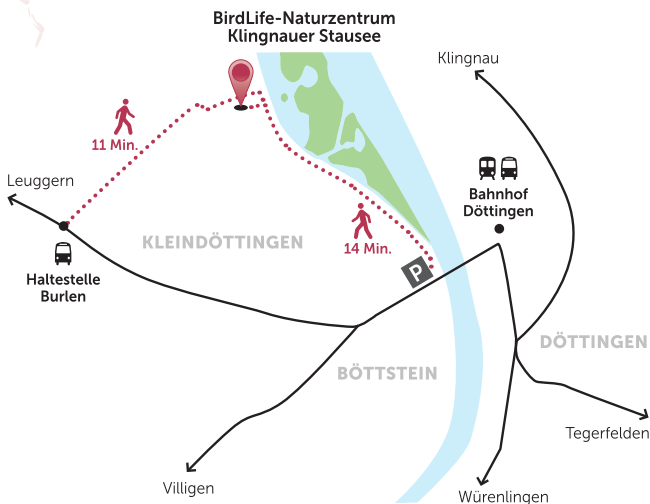 BirdLife-Naturzentrum
Klingnauer Stausee
Klingnau
11 Min.
Leuggern
Bahnhof
Döttingen
KLEINDÖTTINGEN
14 Min.
Haltestelle
Burlen
P
DÖTTINGEN
BÖTTSTEIN
Tegerfelden
Villigen
Würenlingen